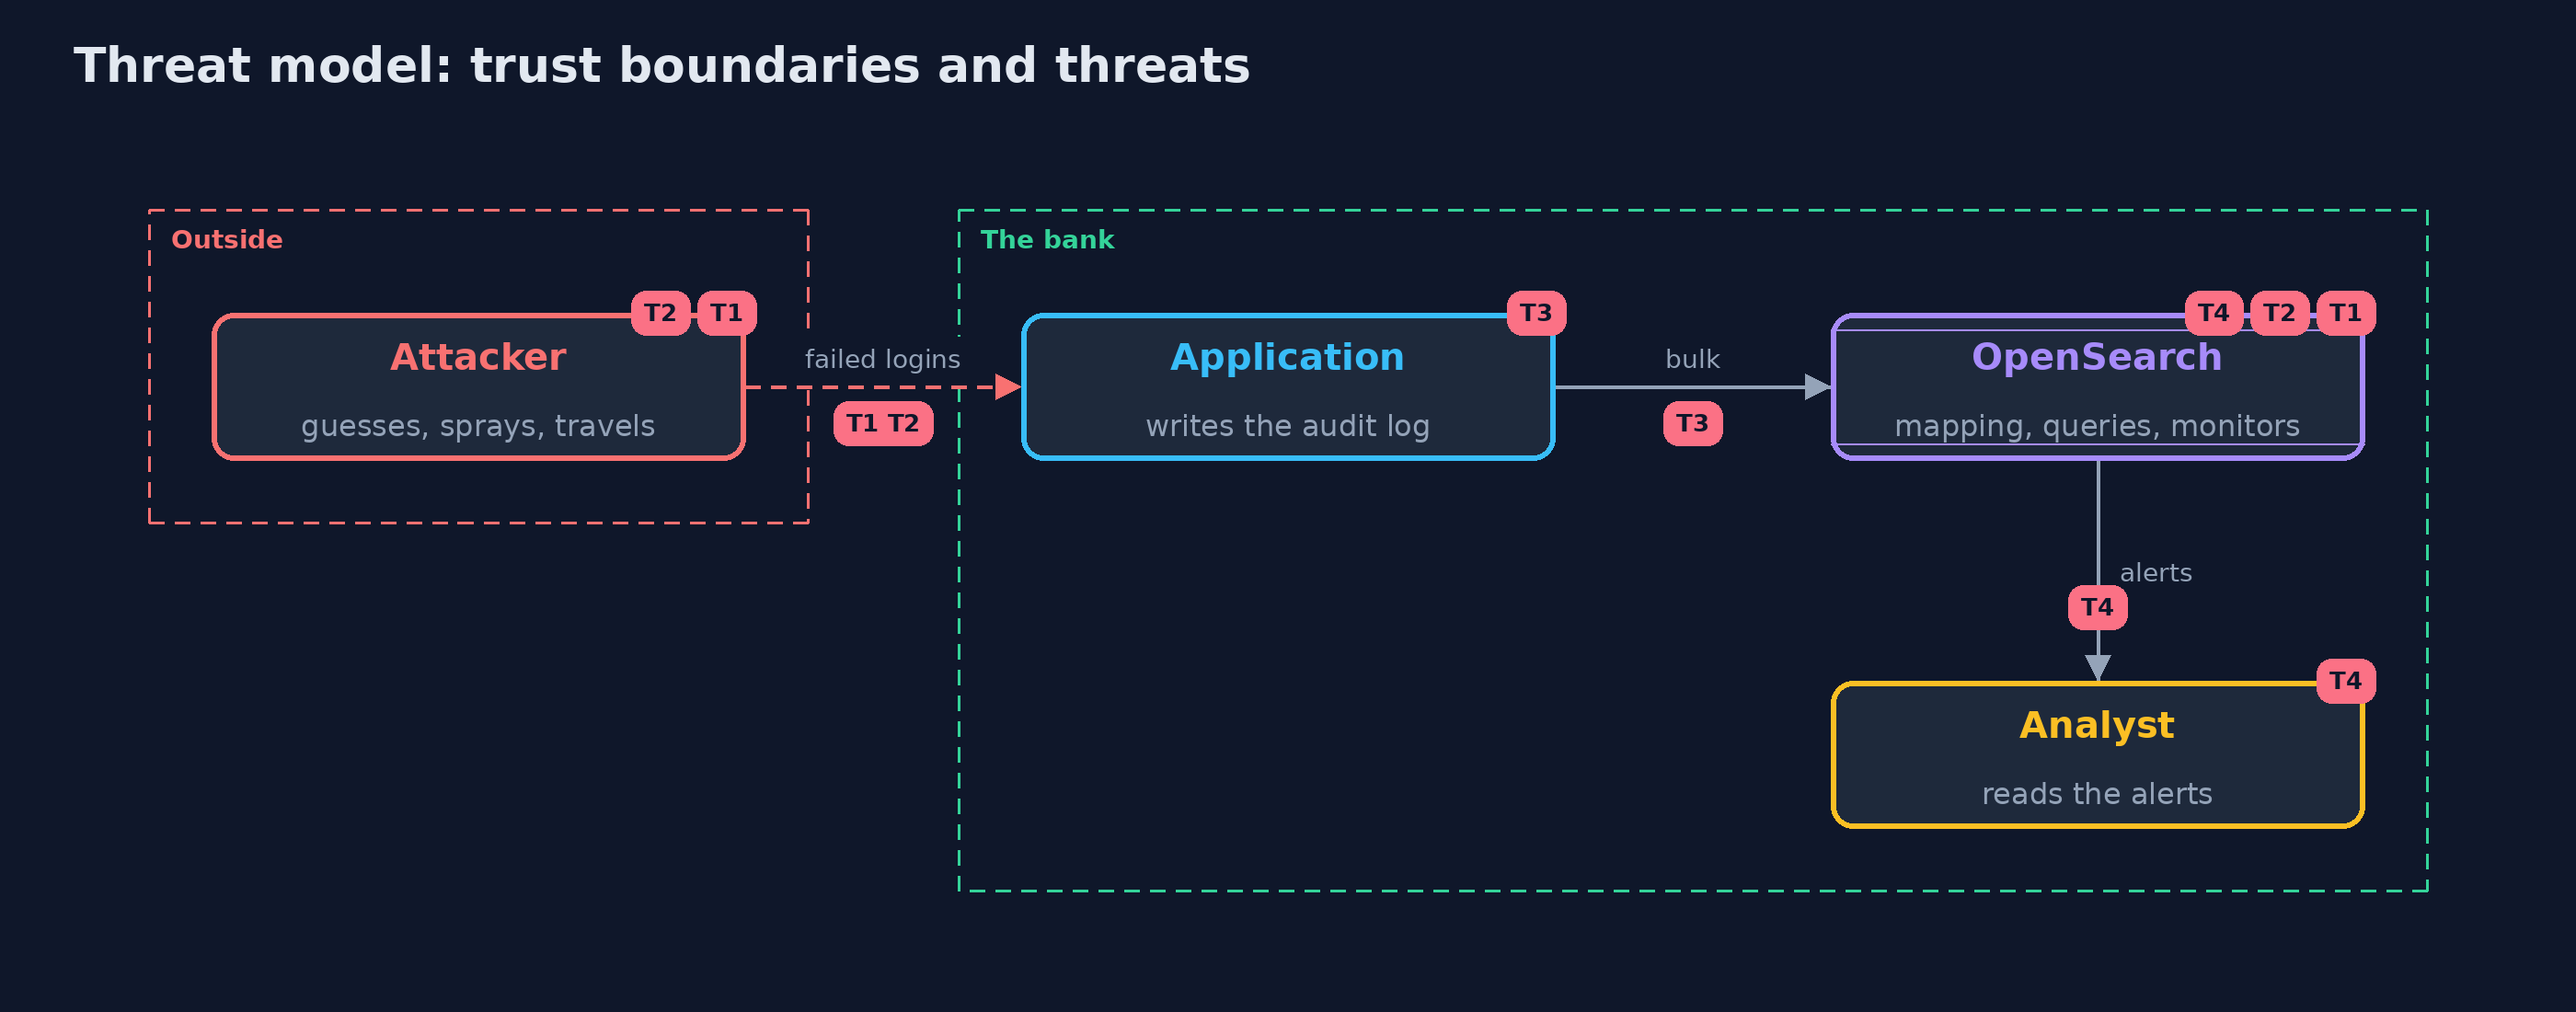 Threat model: trust boundaries and threats
Outside
The bank
T2 T1
Attacker
guesses, sprays, travels
failed logins
T1 T2
T3
Application
writes the audit log
bulk
T3
T4 T2 T1
OpenSearch
mapping, queries, monitors
alerts
T4
T4
Analyst
reads the alerts